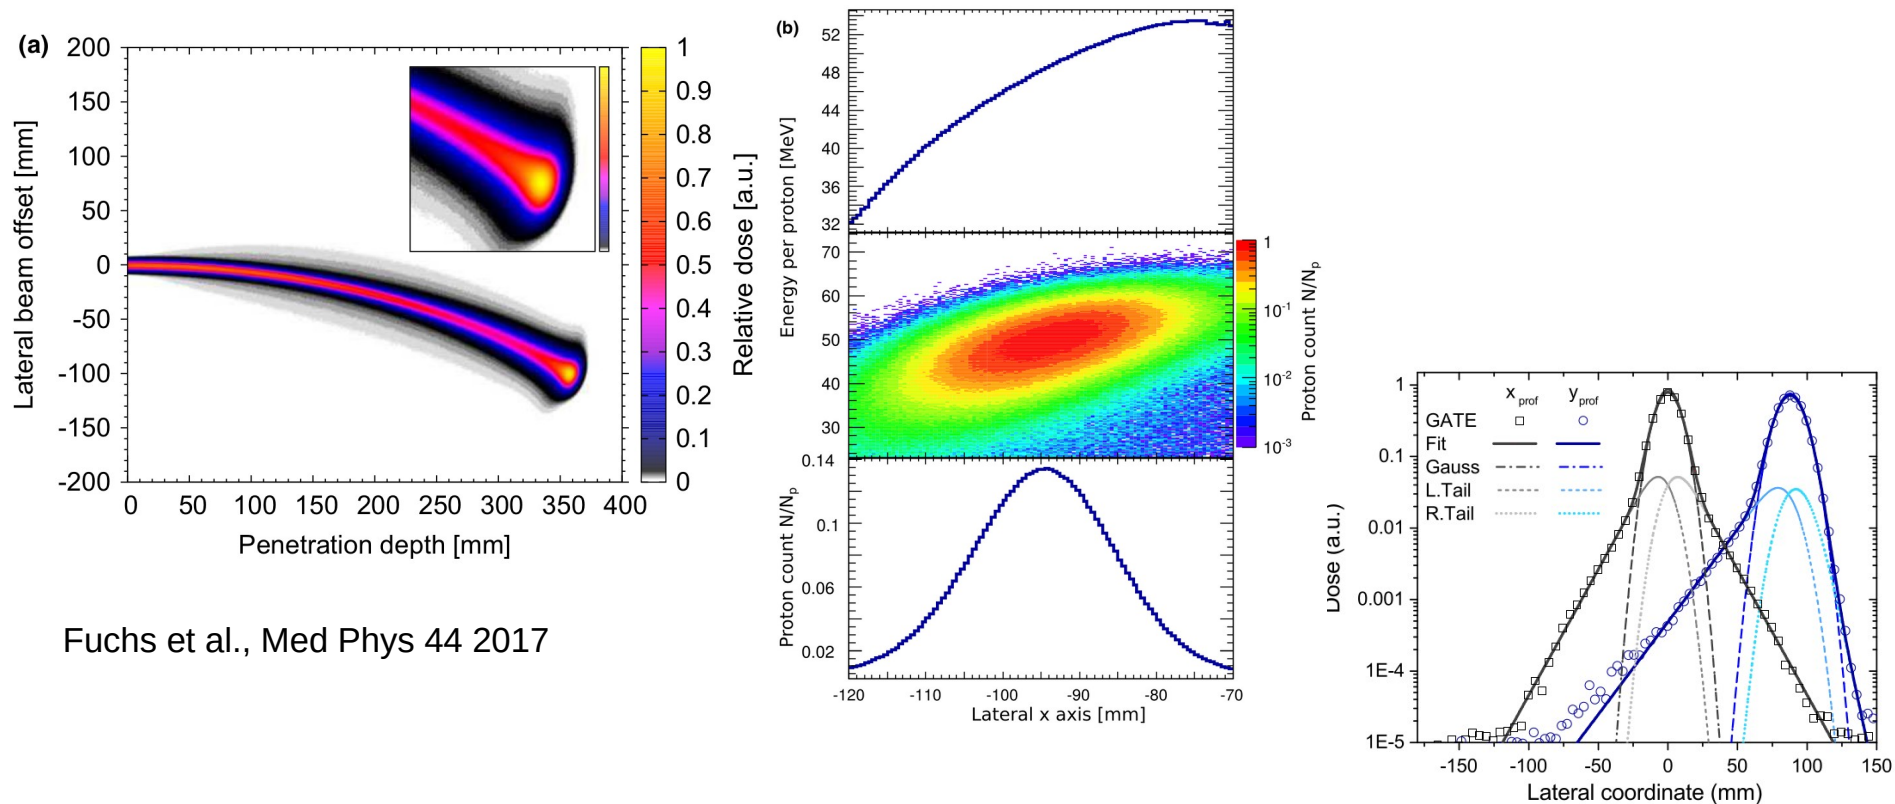 (a)
200
150
100
50
0
-50
-100
-150
-200
Lateral beam offset [mm]
0 50 100 150 200 250 300 350 400
Penetration depth [mm]
1
0.9
0.8
0.7
0.6
0.5
0.4
0.3
0.2
0.1
0
Relative dose [a.u.]
Fuchs et al., Med Phys 44 2017
(b)
52
48
44
40
36
32
70
60
50
40
30
Energy per proton [MeV]
1
10-1
10-2
10-3
Proton count N/Np
0.14
0.1
0.06
0.02
Proton count N/Np
-120 -110 -100 -90 -80 -70
Lateral x axis [mm]
x prof y prof
GATE
Fit
Gauss
L.Tail
R.Tail
1
0.1
0.01
0.001
1E-4
1E-5
Dose (a.u.)
-150 -100 -50 0 50 100 150
Lateral coordinate (mm)